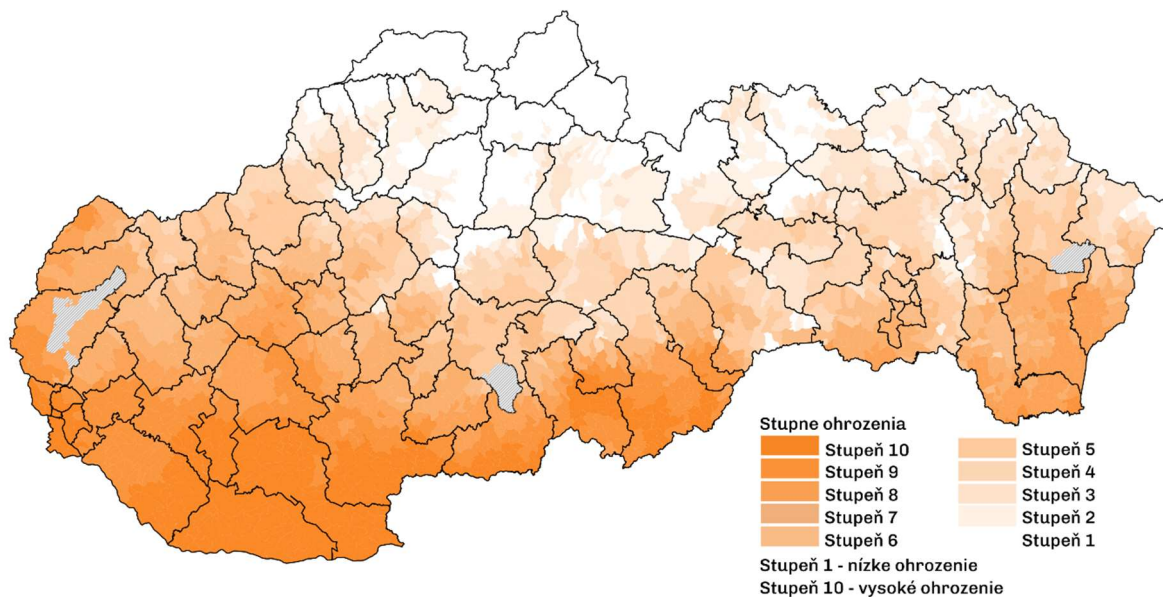 Stupne ohrozenia
Stupeň 10
Stupeň 9
Stupeň 8
Stupeň 7
Stupeň 6
Stupeň 5
Stupeň 4
Stupeň 3
Stupeň 2
Stupeň 1
Stupeň 1 - nízke ohrozenie
Stupeň 10 - vysoké ohrozenie